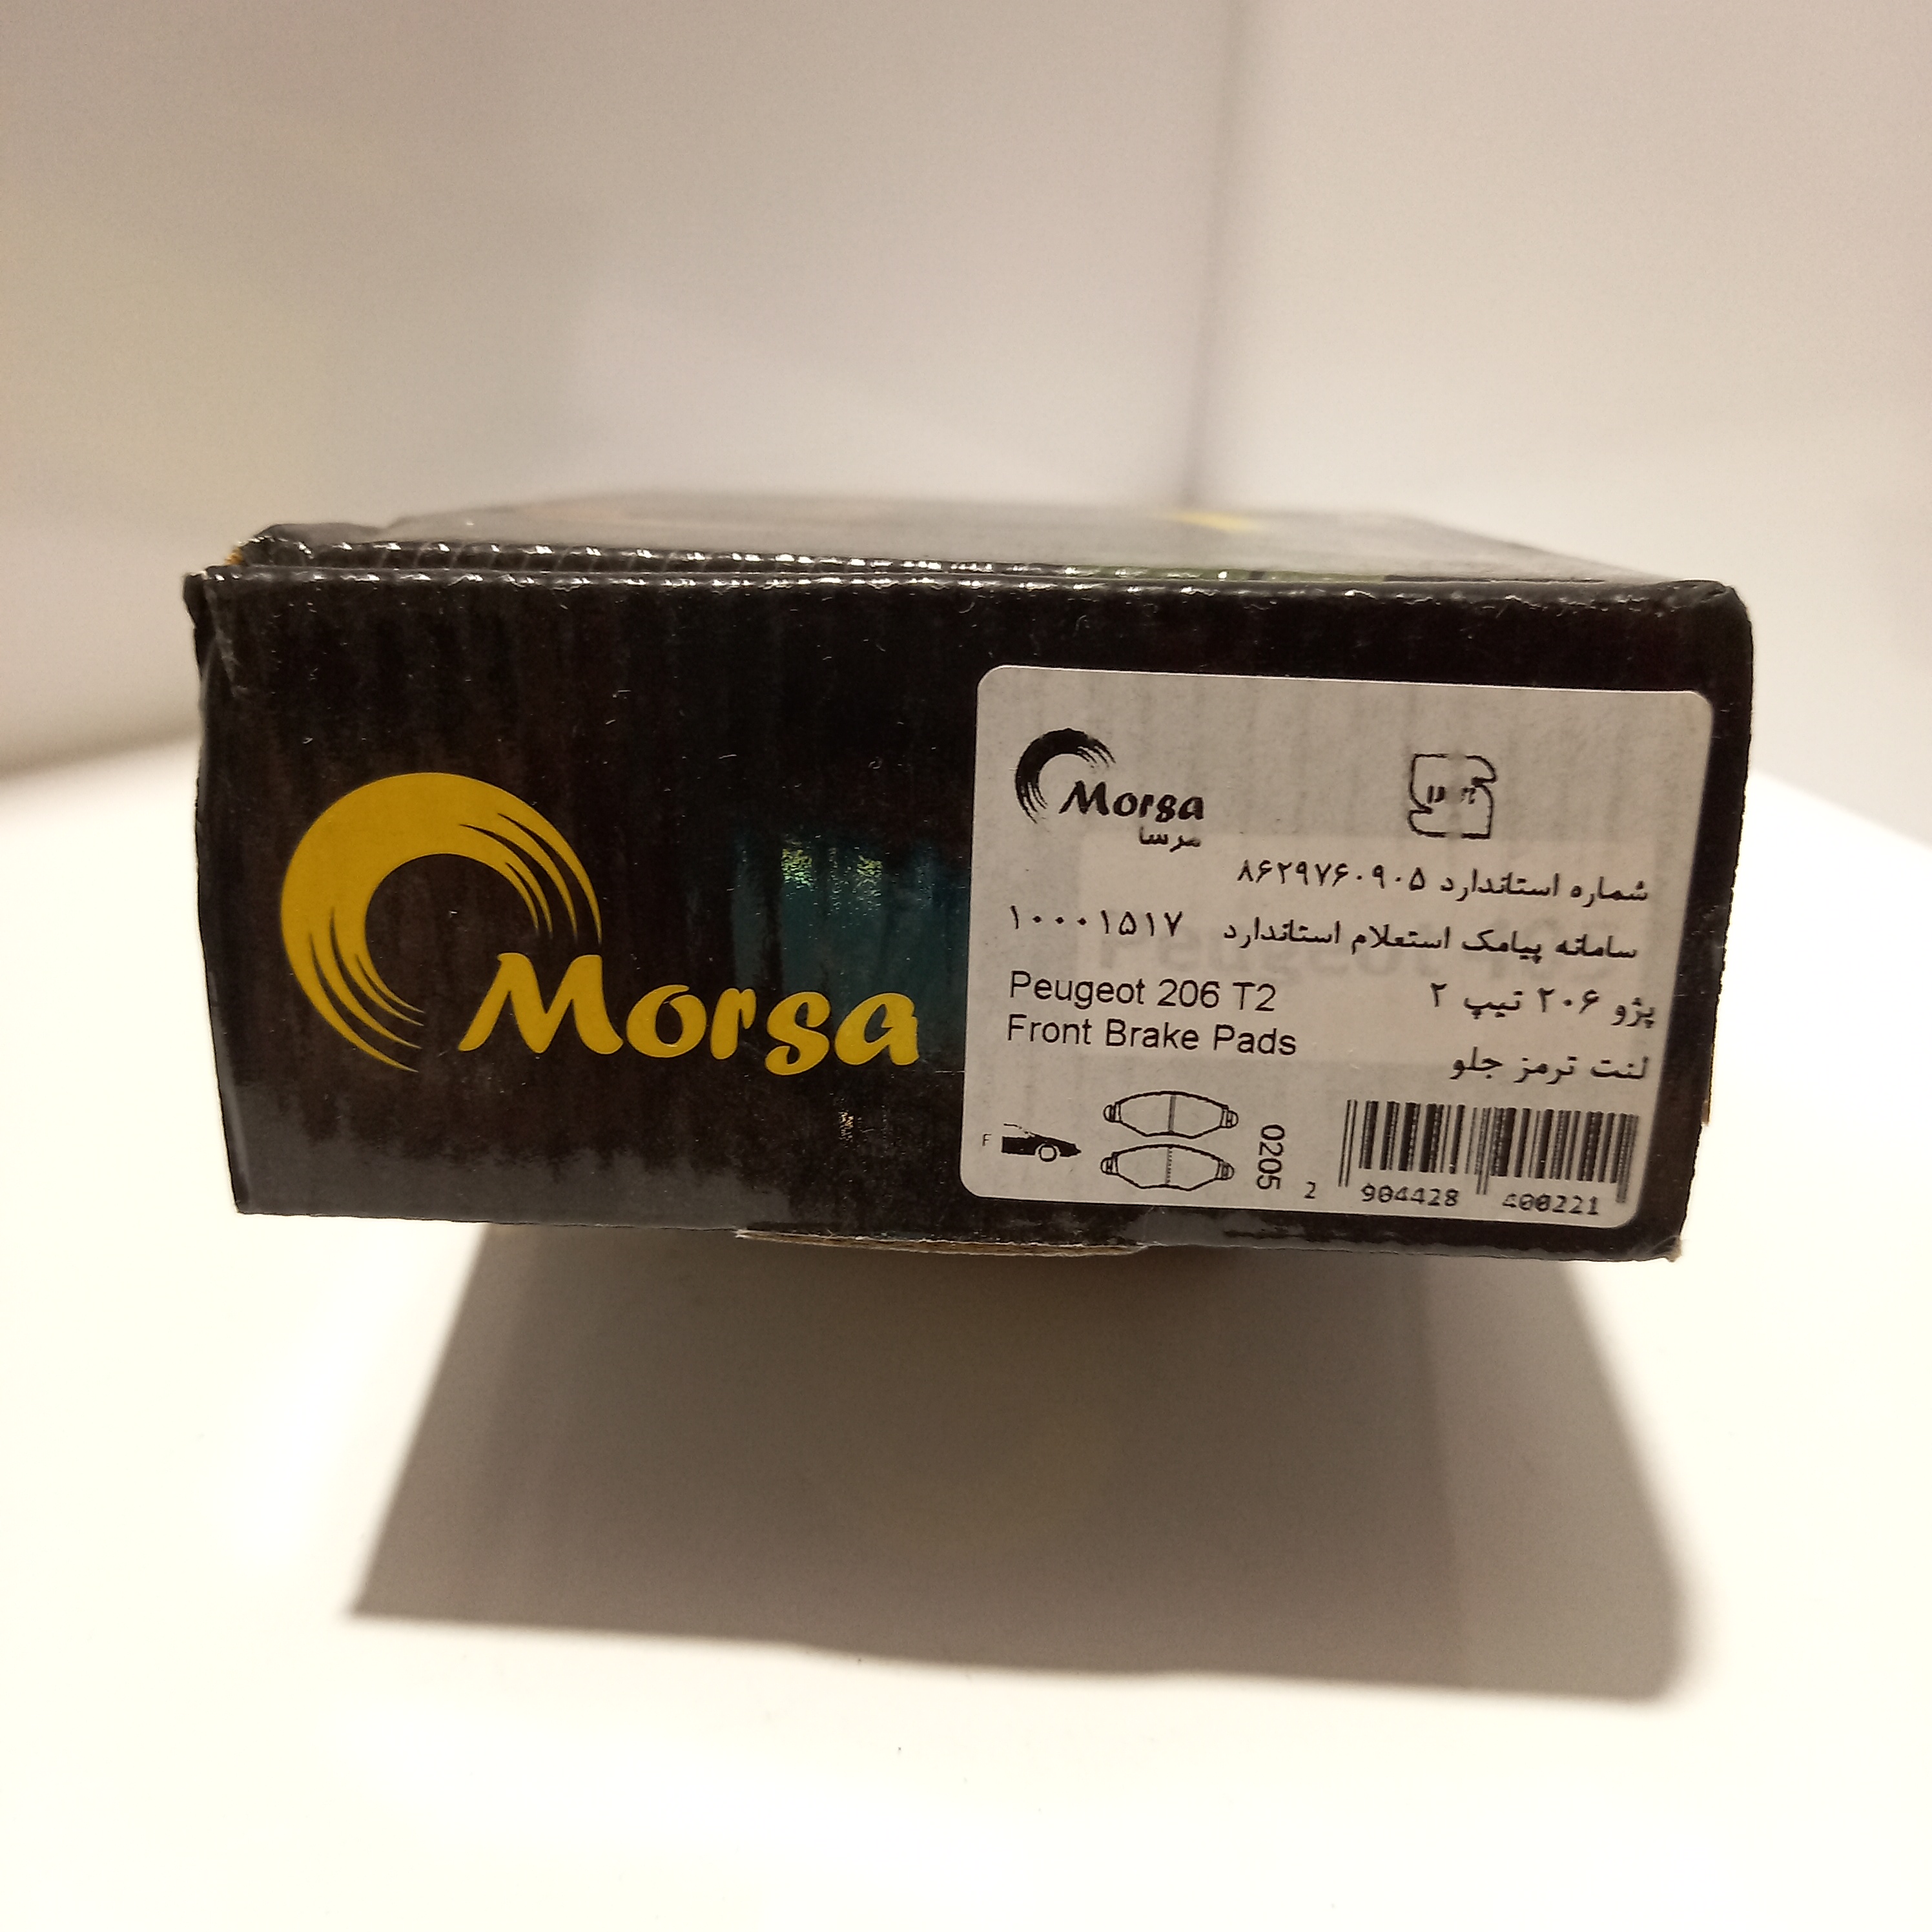 Morsa
Morsa
مرسا
شماره استاندارد ۸۶۲۹۷۶۰۹۰۵
سامانه پیامک استعلام استاندارد ۱۰۰۰۱۵۱۷
Peugeot 206 T2
پژو ۲۰۶ تیپ ۲
Front Brake Pads
لنت ترمز جلو
F
0205
2 904428 400221